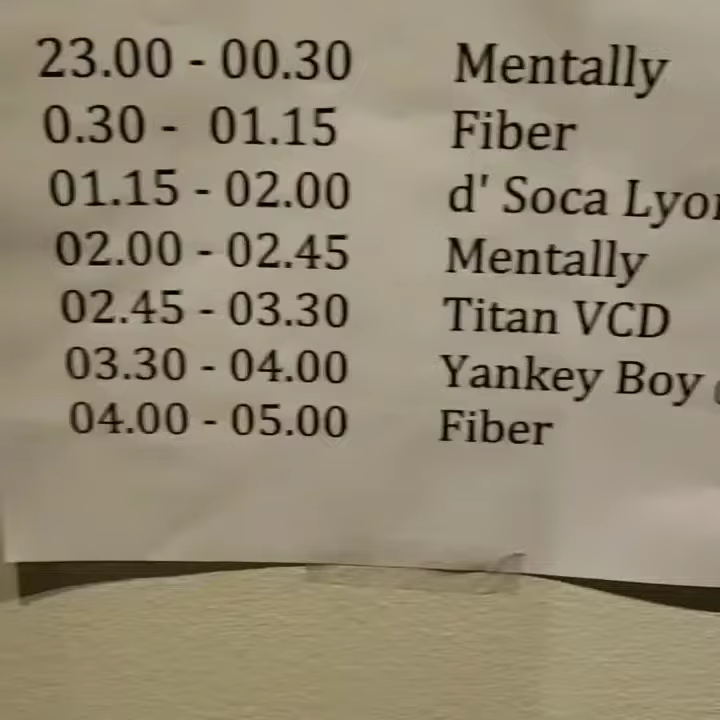 23.00 - 00.30 Mentally
0.30 - 01.15 Fiber
01.15 - 02.00 d' Soca
02.00 - 02.45 Mentally
02.45 - 03.30 Titan VCD
03.30 - 04.00 Yankey Boy
04.00 - 05.00 Fiber